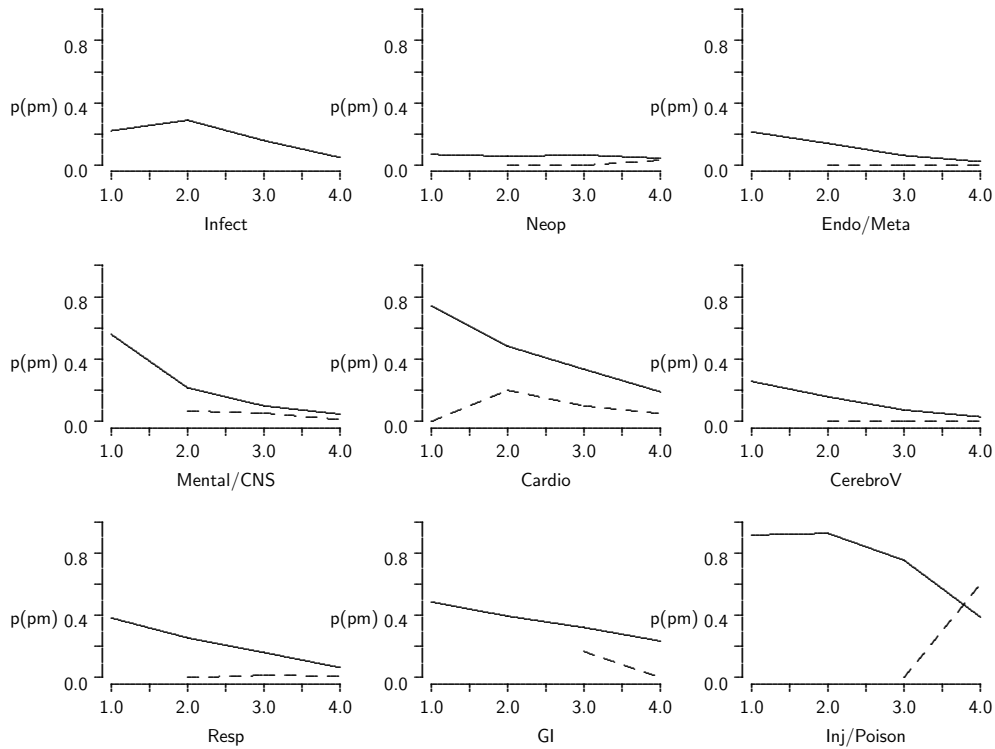 0.8 0.8 0.8
p(pm) 0.4 p(pm) 0.4 p(pm) 0.4
0.0 0.0 0.0
1.0 2.0 3.0 4.0 1.0 2.0 3.0 4.0 1.0 2.0 3.0 4.0
Infect Neop Endo/Meta
0.8 0.8 0.8
p(pm) 0.4 p(pm) 0.4 p(pm) 0.4
0.0 0.0 0.0
1.0 2.0 3.0 4.0 1.0 2.0 3.0 4.0 1.0 2.0 3.0 4.0
Mental/CNS Cardio CerebroV
0.8 0.8 0.8
p(pm) 0.4 p(pm) 0.4 p(pm) 0.4
0.0 0.0 0.0
1.0 2.0 3.0 4.0 1.0 2.0 3.0 4.0 1.0 2.0 3.0 4.0
Resp GI Inj/Poison